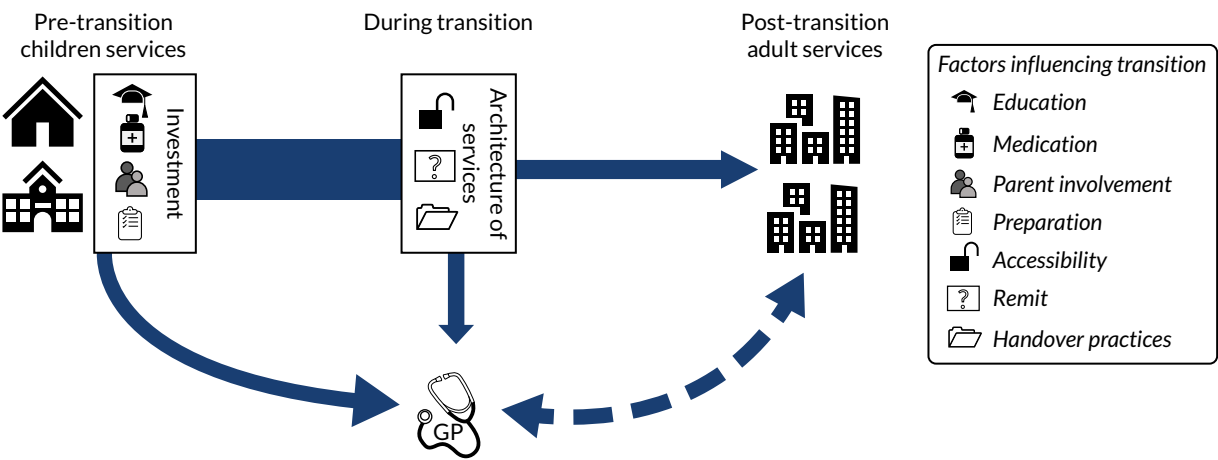 Pre-transition
children services
During transition
Post-transition
adult services
Investment
Architecture of
services
GP
Factors influencing transition
Education
Medication
Parent involvement
Preparation
Accessibility
Remit
Handover practices